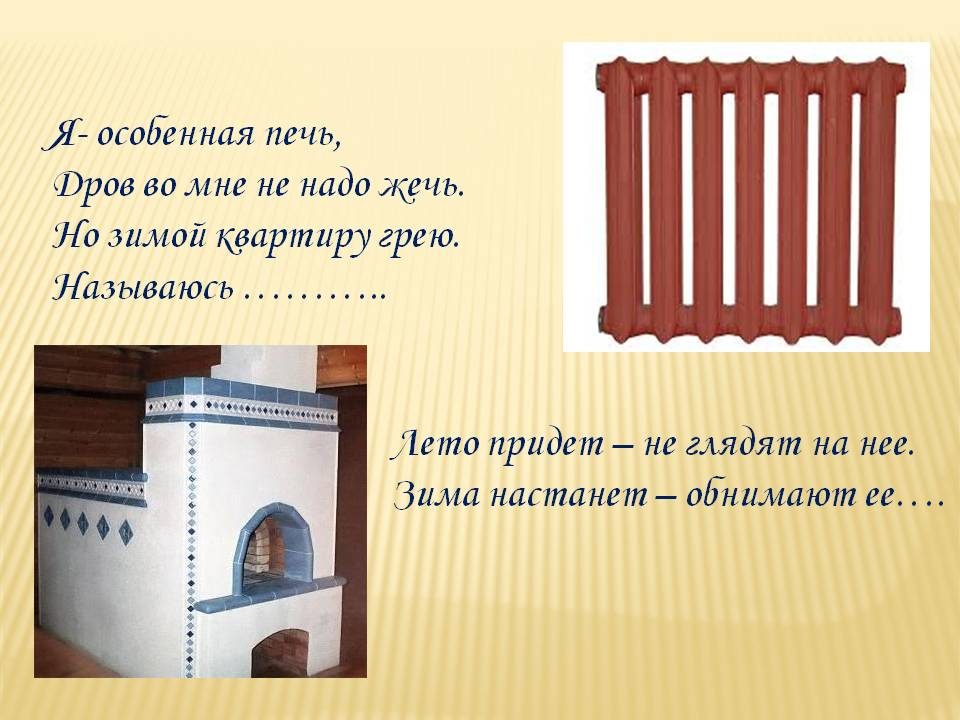 Я- особенная печь,
Дров во мне не надо жечь.
Но зимой квартиру грею.
Называюсь ………..
Лето придет – не глядят на нее.
Зима настанет – обнимают ее….